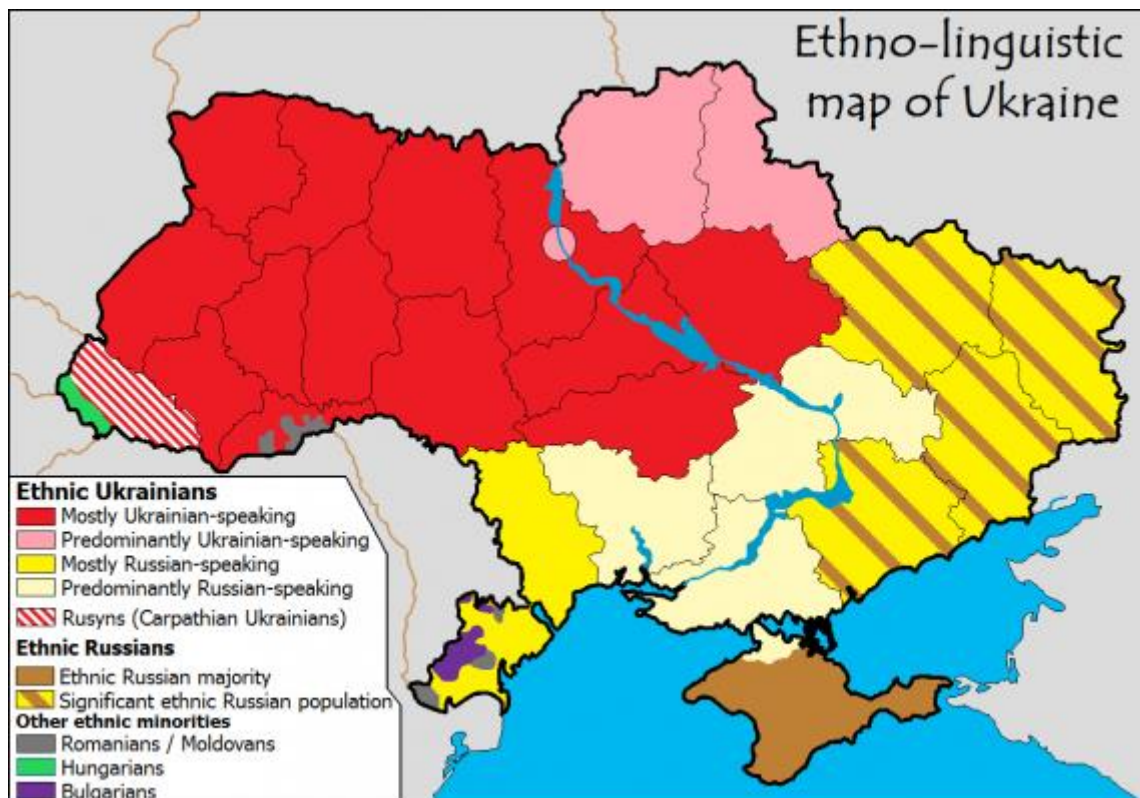 Ethno-linguistic
map of Ukraine
Ethnic Ukrainians
Mostly Ukrainian-speaking
Predominantly Ukrainian-speaking
Mostly Russian-speaking
Predominantly Russian-speaking
Rusyns (Carpathian Ukrainians)
Ethnic Russians
Ethnic Russian majority
Significant ethnic Russian population
Other ethnic minorities
Romanians / Moldovans
Hungarians
Bulgarians